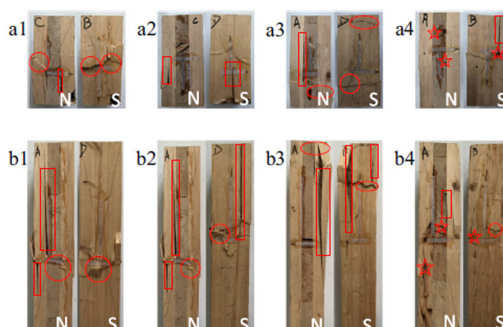 a1 C B N S
a2 C D N S
a3 A D N S
a4 A B N S
b1 A D N S
b2 A D N S
b3 A N S
b4 A B N S